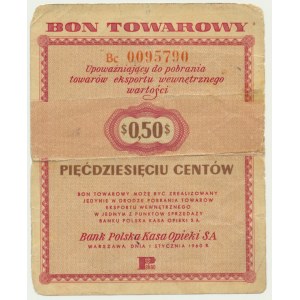 BON TOWAROWY
Bc 0095790
Upoważniający do pobrania
towarów eksportu wewnętrznego
wartości
$0,50$
PIĘĆDZIESIĘCIU CENTÓW
BON TOWAROWY MOŻE BYĆ ZREALIZOWANY
JEDYNIE W DRODZE POBRANIA TOWARÓW
EKSPORTU WEWNĘTRZNEGO
W JEDNYM Z PUNKTÓW SPRZEDAŻY
BANKU POLSKA KASA OPIEKI SA.
Bank Polska Kasa Opieki SA
WARSZAWA DNIA 1 STYCZNIA 1960 R.